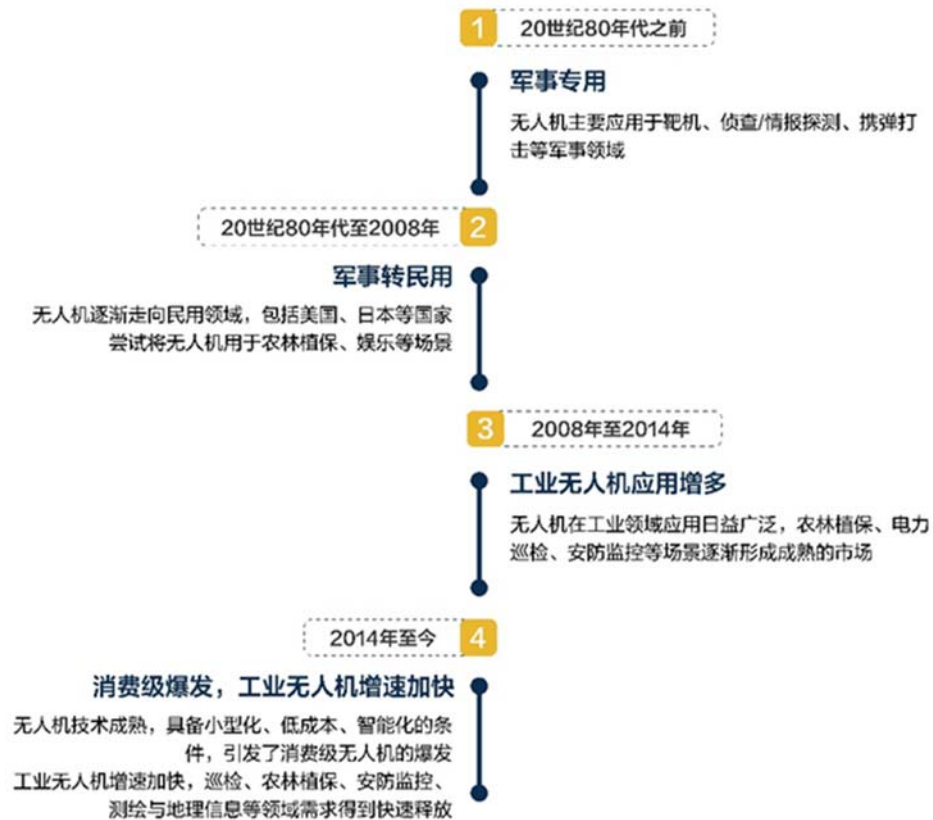 1
20世纪80年代之前
军事专用
无人机主要应用于靶机、侦查/情报探测、携弹打
击等军事领域
20世纪80年代至2008年
2
军事转民用
无人机逐渐走向民用领域，包括美国、日本等国家
尝试将无人机用于农林植保、娱乐等场景
3
2008年至2014年
工业无人机应用增多
无人机在工业领域应用日益广泛，农林植保、电力
巡检、安防监控等场景逐渐形成成熟的市场
2014年至今
4
消费级爆发，工业无人机增速加快
无人机技术成熟，具备小型化、低成本、智能化的条
件，引发了消费级无人机的爆发
工业无人机增速加快，巡检、农林植保、安防监控、
测绘与地理信息等领域需求得到快速释放